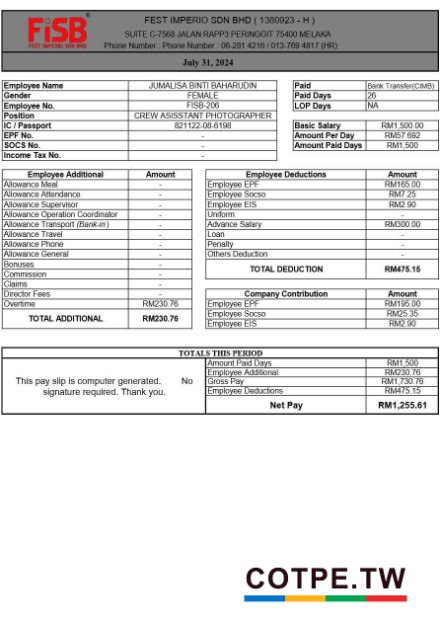 FiSB®
FEST IMPERIO SDN BHD
FEST IMPERIO SDN BHD ( 1380923 - H )
SUITE C-7568 JALAN RAPP3 PERINGGIT 75400 MELAKA
Phone Number : Phone Number : 06-281 4216 / 013-769 4817 (HR)
July 31, 2024
Employee Name JUMALISA BINTI BAHARUDIN
Gender FEMALE
Employee No. FISB-206
Position CREW ASISSTANT PHOTOGRAPHER
IC / Passport 821122-08-6198
EPF No. -
SOCS No. -
Income Tax No. -
Paid Bank Transfer(CIMB)
Paid Days 26
LOP Days NA
Basic Salary RM1,500.00
Amount Per Day RM57.692
Amount Paid Days RM1,500
Employee Additional Amount
Allowance Meal -
Allowance Attendance -
Allowance Supervisor -
Allowance Operation Coordinator -
Allowance Transport (Bank-in) -
Allowance Travel -
Allowance Phone -
Allowance General -
Bonuses -
Commission -
Claims -
Director Fees -
Overtime RM230.76
TOTAL ADDITIONAL RM230.76
Employee Deductions Amount
Employee EPF RM165.00
Employee Socso RM7.25
Employee EIS RM2.90
Uniform -
Advance Salary RM300.00
Loan -
Penalty -
Others Deduction -
TOTAL DEDUCTION RM475.15
Company Contribution Amount
Employee EPF RM195.00
Employee Socso RM25.35
Employee EIS RM2.90
TOTALS THIS PERIOD
This pay slip is computer generated. No
signature required. Thank you.
Amount Paid Days RM1,500
Employee Additional RM230.76
Gross Pay RM1,730.76
Employee Deductions RM475.15
Net Pay RM1,255.61
COTPE.TW